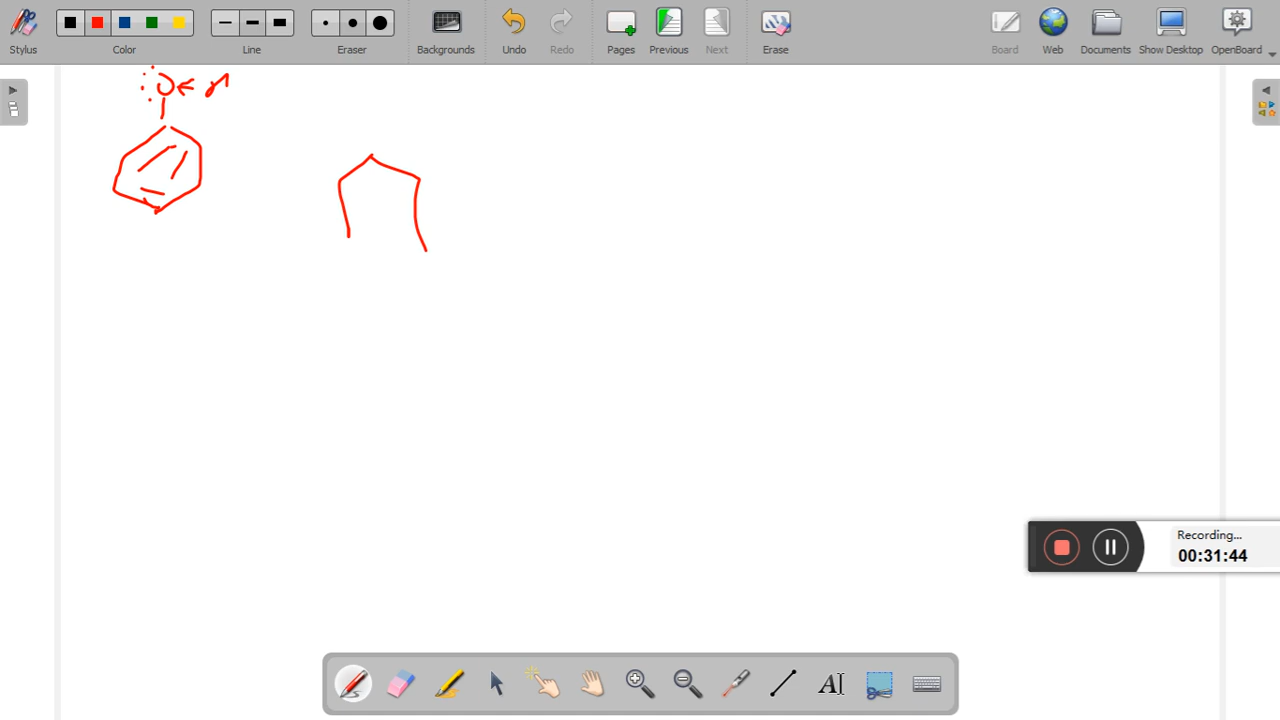 Stylus Color Line Eraser Backgrounds Undo Redo Pages Previous Next Erase Board Web Documents Show Desktop OpenBoard
:O:←
Recording...
00:31:44
AI